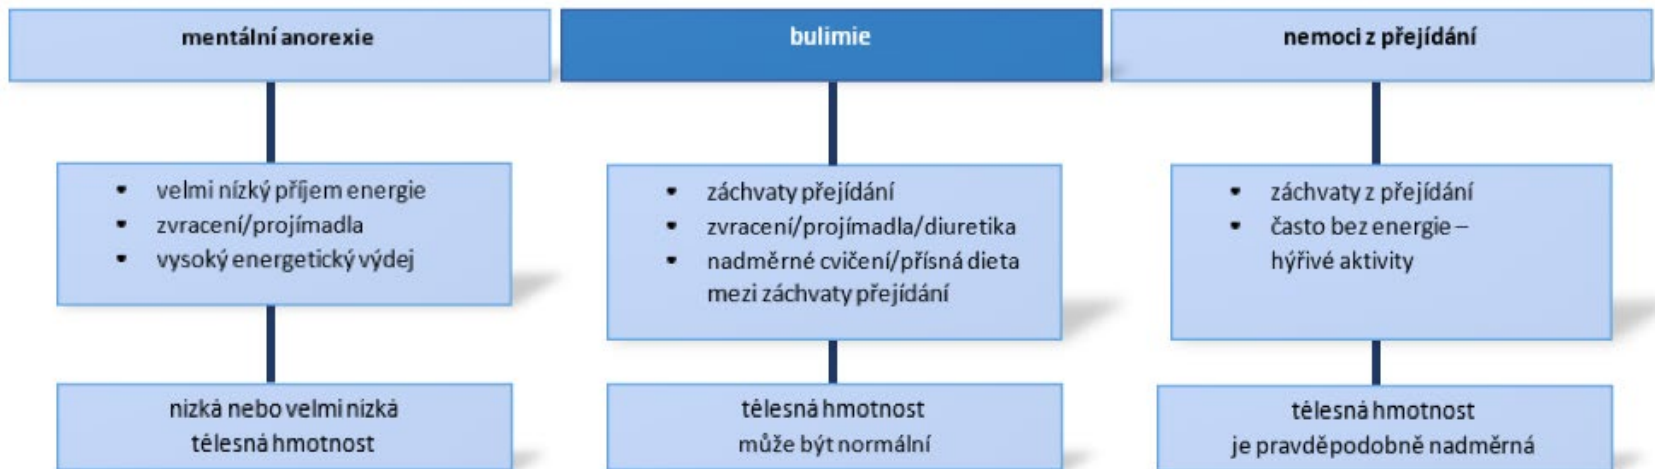 mentální anorexie
velmi nízký příjem energie
zvracení/projímadla
vysoký energetický výdej
nízká nebo velmi nízká
tělesná hmotnost
bulimie
záchvaty přejídání
zvracení/projímadla/diuretika
nadměrné cvičení/přísná dieta
mezi záchvaty přejídání
tělesná hmotnost
může být normální
nemoci z přejídání
záchvaty z přejídání
často bez energie –
hýřivé aktivity
tělesná hmotnost
je pravděpodobně nadměrná